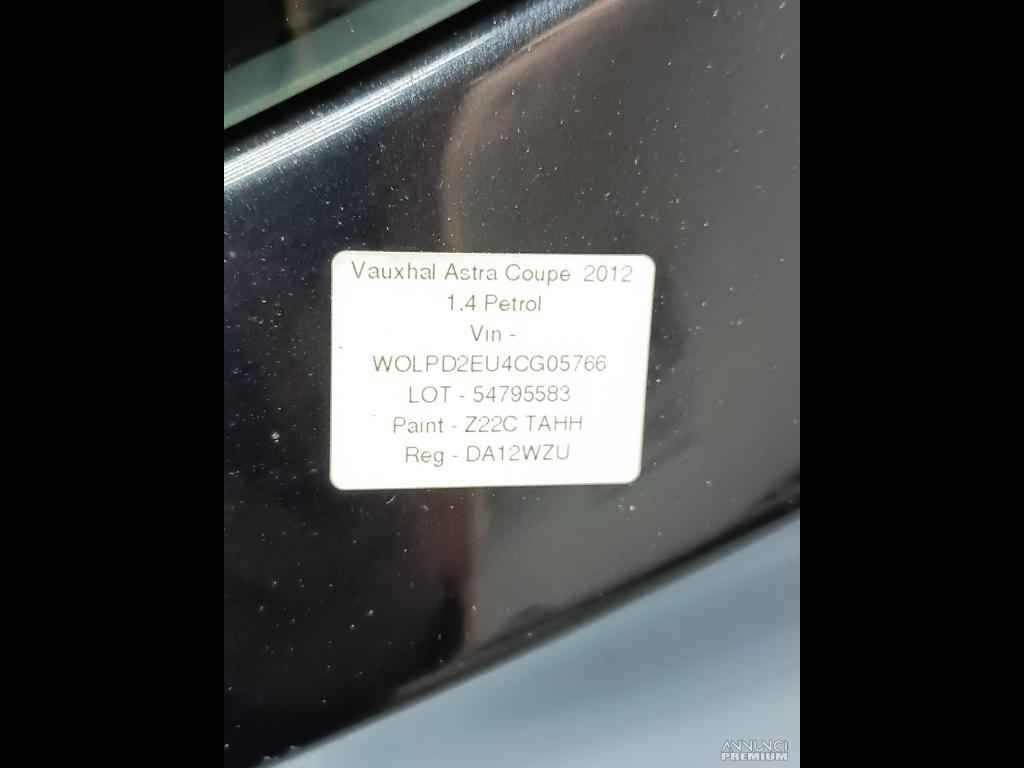 Vauxhal Astra Coupe 2012
1.4 Petrol
Vin -
WOLPD2EU4CG05766
LOT - 54795583
Paint - Z22C TAHH
Reg - DA12WZU
ANNUNCI
PREMIUM